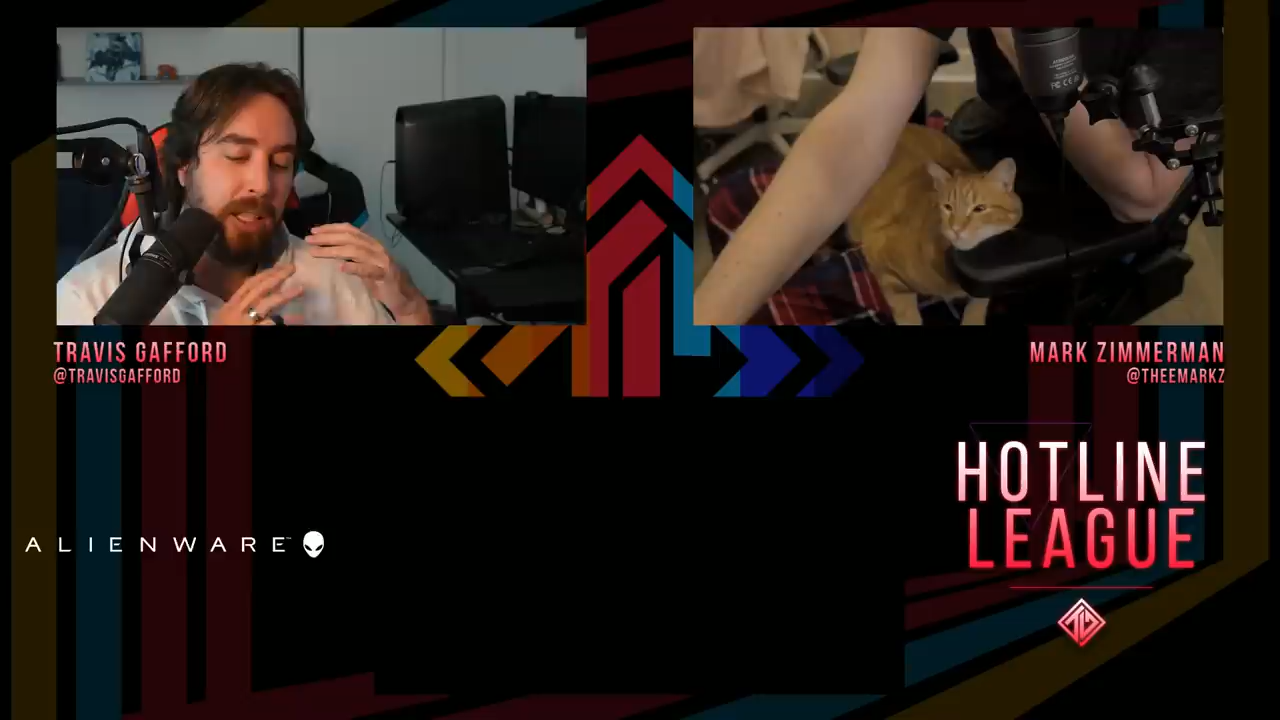 TRAVIS GAFFORD
@TRAVISGAFFORD
MARK ZIMMERMAN
@THEEMARKZ
HOTLINE
LEAGUE
ALIENWARE